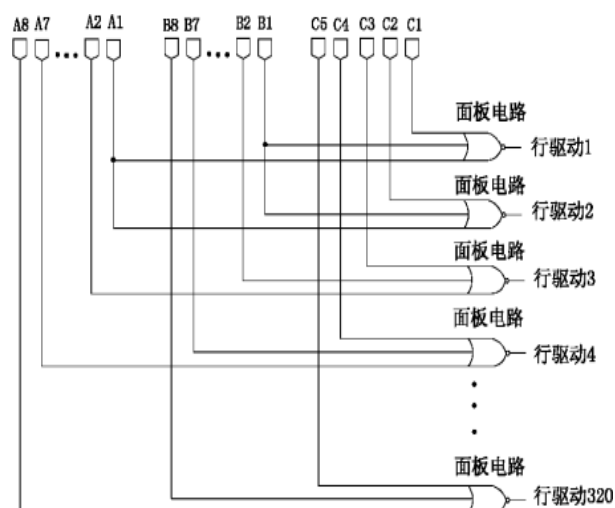 A8 A7 A2 A1 B8 B7 B2 B1 C5 C4 C3 C2 C1
面板电路
行驱动1
面板电路
行驱动2
面板电路
行驱动3
面板电路
行驱动4
面板电路
行驱动320